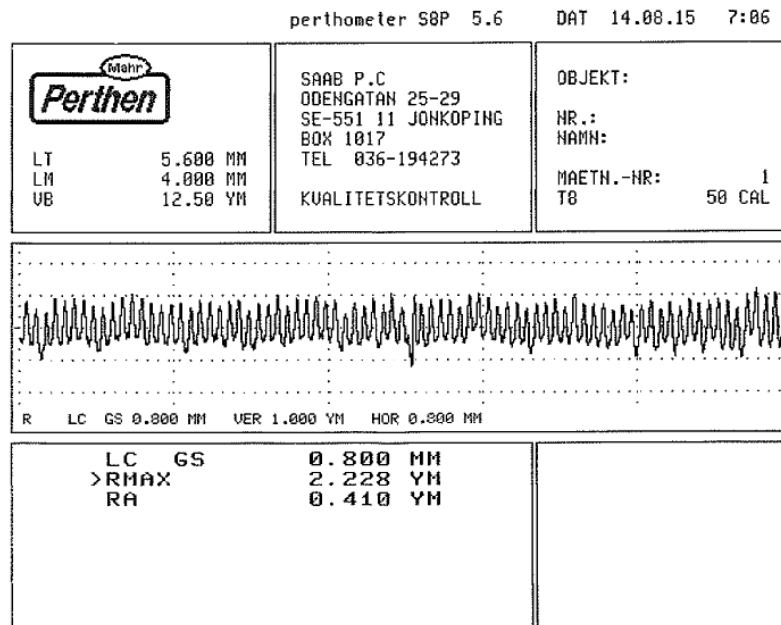 perthometer S8P 5.6 DAT 14.08.15 7:06
Mahr
Perthen
LT 5.600 MM
LM 4.000 MM
VB 12.50 YM
SAAB P.C
ODENGATAN 25-29
SE-551 11 JONKOPING
BOX 1017
TEL 036-194273
KVALITETSKONTROLL
OBJEKT:
NR.:
NAMN:
MAETN.-NR: 1
T8 50 CAL
R LC GS 0.800 MM VER 1.000 YM HOR 0.800 MM
LC GS 0.800 MM
>RMAX 2.228 YM
RA 0.410 YM